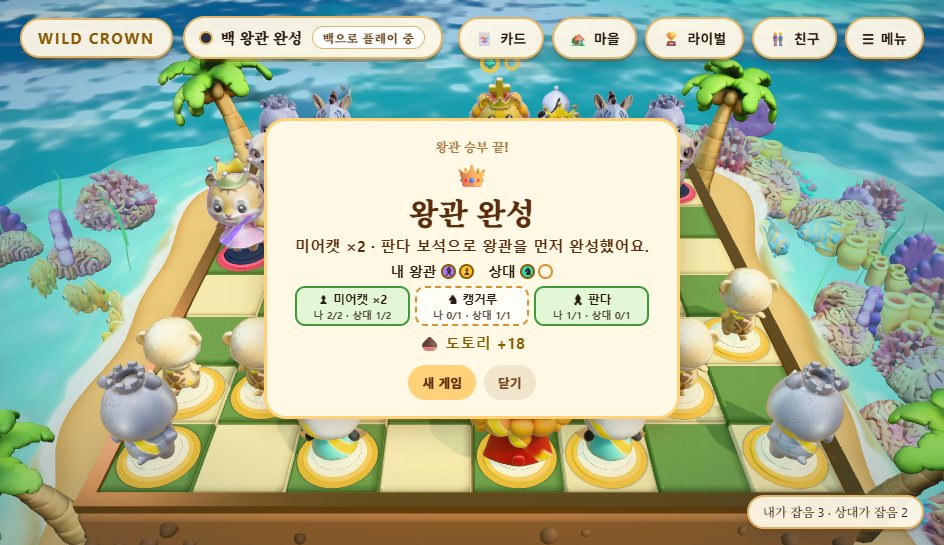 WILD CROWN
백 왕관 완성 백으로 플레이 중
카드
마을
라이벌
친구
☰ 메뉴
왕관 승부 끝!
왕관 완성
미어캣 ×2 · 판다 보석으로 왕관을 먼저 완성했어요.
내 왕관 상대
미어캣 ×2
나 2/2 · 상대 1/2
캥거루
나 0/1 · 상대 1/1
판다
나 1/1 · 상대 0/1
도토리 +18
새 게임
닫기
내가 잡음 3 · 상대가 잡음 2